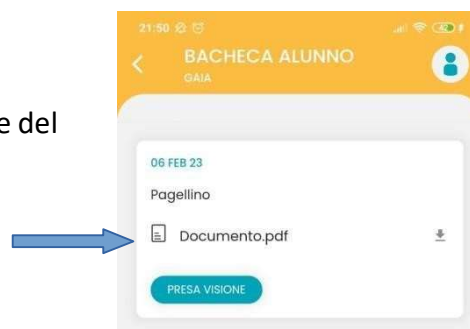 21:50
BACHECA ALUNNO
GAIA
e del
06 FEB 23
Pagellino
Documento.pdf
PRESA VISIONE